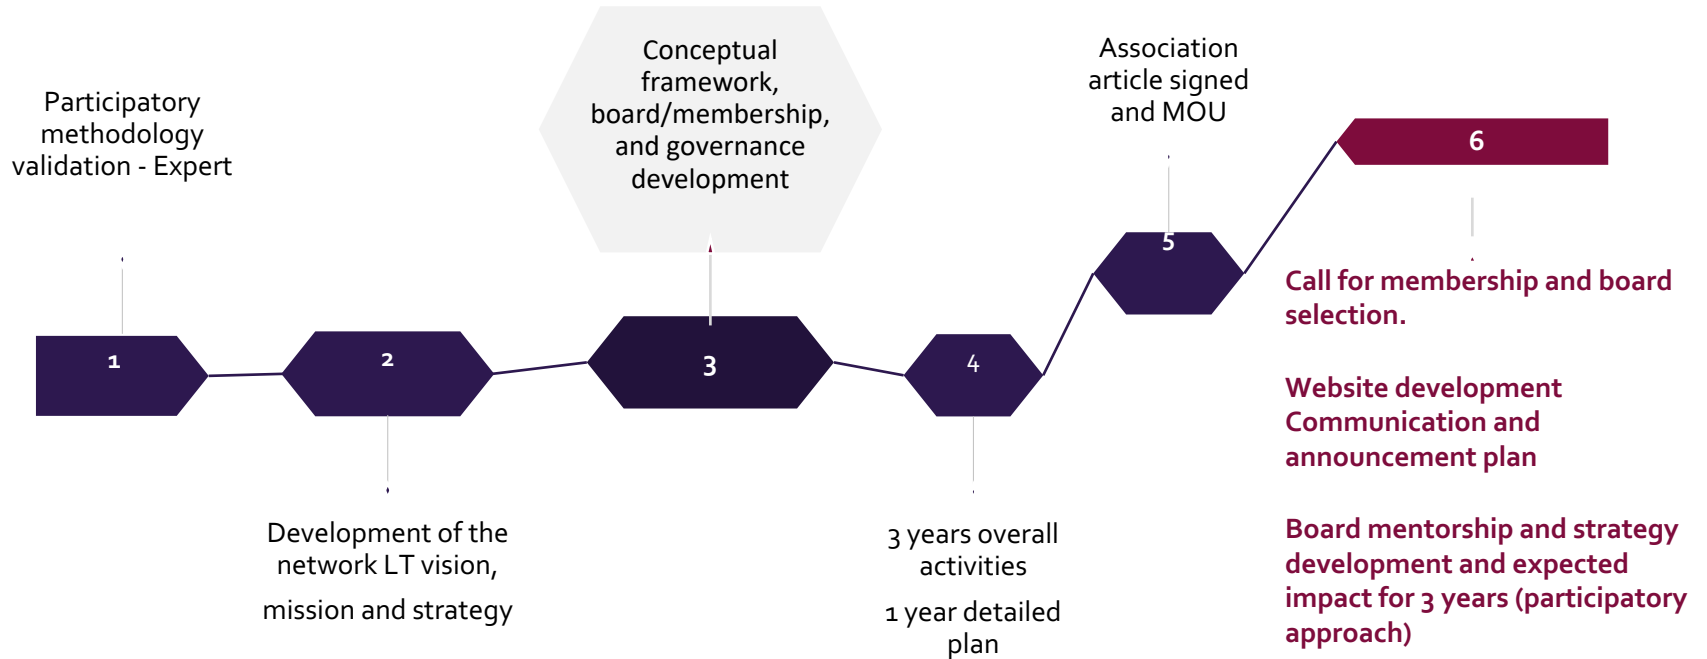 Participatory
methodology
validation - Expert
1
2
Development of the
network LT vision,
mission and strategy
Conceptual
framework,
board/membership,
and governance
development
3
4
3 years overall
activities
1 year detailed
plan
Association
article signed
and MOU
5
6
Call for membership and board
selection.
Website development
Communication and
announcement plan
Board mentorship and strategy
development and expected
impact for 3 years (participatory
approach)